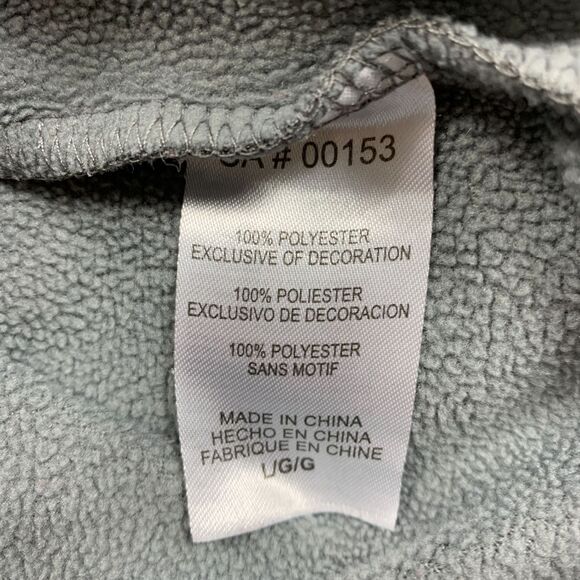 CA # 00153
100% POLYESTER
EXCLUSIVE OF DECORATION
100% POLIESTER
EXCLUSIVO DE DECORACION
100% POLYESTER
SANS MOTIF
MADE IN CHINA
HECHO EN CHINA
FABRIQUE EN CHINE
L/G/G